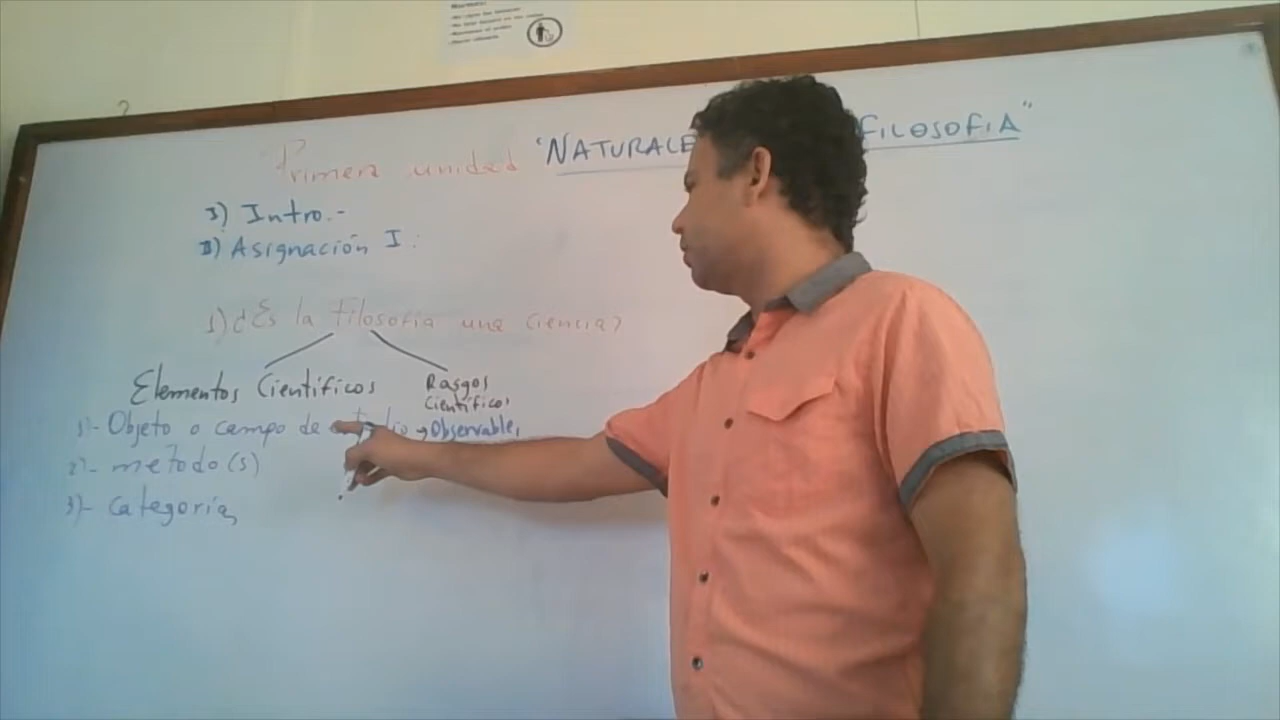 Primera unidad "NATURALE FILOSOFIA"
I) Intro.-
II) Asignación I:
1) ¿Es la filosofía una ciencia?
Elementos Científicos
Rasgos
Científicos
1- Objeto o campo de → Observable,
2- metodo(s)
3)- Categorías